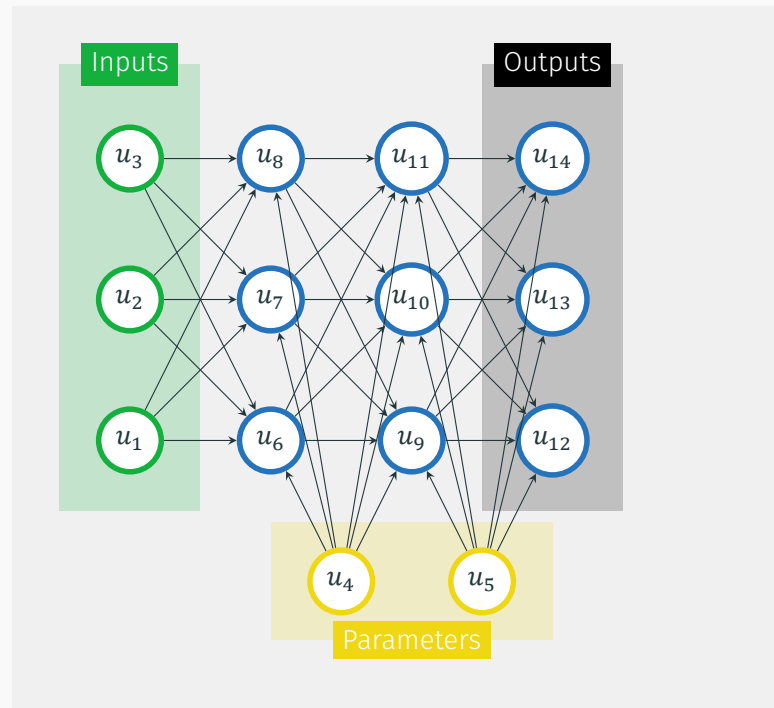 Inputs
Outputs
u₃
u₈
u₁₁
u₁₄
u₂
u₇
u₁₀
u₁₃
u₁
u₆
u₉
u₁₂
u₄
u₅
Parameters